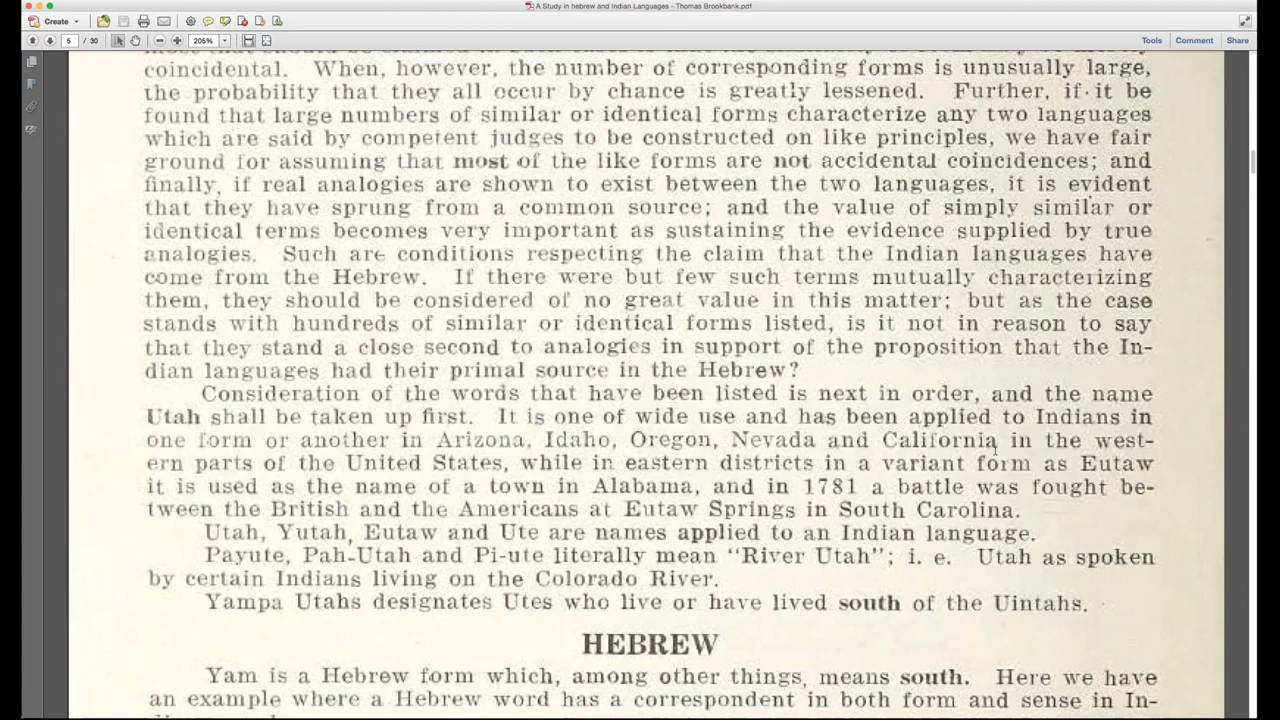 A Study in hebrew and Indian Languages - Thomas Brookbank.pdf
Create
5 / 30
205%
Tools Comment Share
coincidental. When, however, the number of corresponding forms is unusually large,
the probability that they all occur by chance is greatly lessened. Further, if it be
found that large numbers of similar or identical forms characterize any two languages
which are said by competent judges to be constructed on like principles, we have fair
ground for assuming that most of the like forms are not accidental coincidences; and
finally, if real analogies are shown to exist between the two languages, it is evident
that they have sprung from a common source; and the value of simply similar or
identical terms becomes very important as sustaining the evidence supplied by true
analogies. Such are conditions respecting the claim that the Indian languages have
come from the Hebrew. If there were but few such terms mutually characterizing
them, they should be considered of no great value in this matter; but as the case
stands with hundreds of similar or identical forms listed, is it not in reason to say
that they stand a close second to analogies in support of the proposition that the In-
dian languages had their primal source in the Hebrew?
Consideration of the words that have been listed is next in order, and the name
Utah shall be taken up first. It is one of wide use and has been applied to Indians in
one form or another in Arizona, Idaho, Oregon, Nevada and California in the west-
ern parts of the United States, while in eastern districts in a variant form as Eutaw
it is used as the name of a town in Alabama, and in 1781 a battle was fought be-
tween the British and the Americans at Eutaw Springs in South Carolina.
Utah, Yutah, Eutaw and Ute are names applied to an Indian language.
Payute, Pah-Utah and Pi-ute literally mean "River Utah"; i. e. Utah as spoken
by certain Indians living on the Colorado River.
Yampa Utahs designates Utes who live or have lived south of the Uintahs.
HEBREW
Yam is a Hebrew form which, among other things, means south. Here we have
an example where a Hebrew word has a correspondent in both form and sense in In-